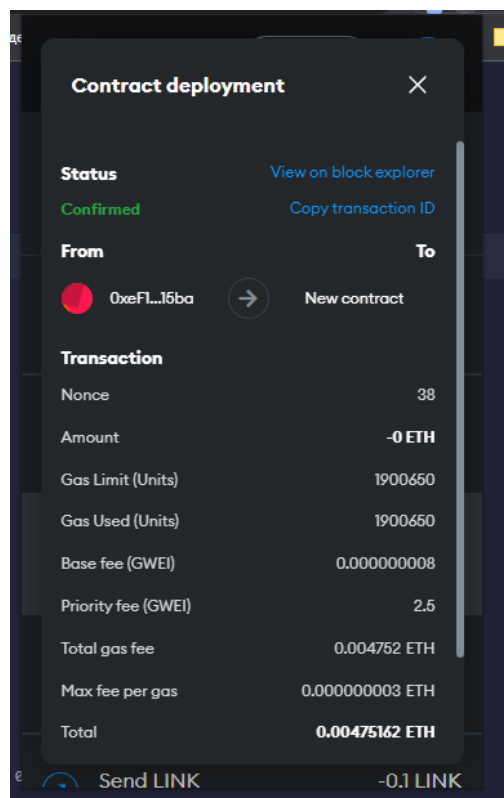 Contract deployment
Status View on block explorer
Confirmed Copy transaction ID
From To
0xeF1...15ba New contract
Transaction
Nonce 38
Amount -0 ETH
Gas Limit (Units) 1900650
Gas Used (Units) 1900650
Base fee (GWEI) 0.000000008
Priority fee (GWEI) 2.5
Total gas fee 0.004752 ETH
Max fee per gas 0.000000003 ETH
Total 0.00475162 ETH
Send LINK -0.1 LINK